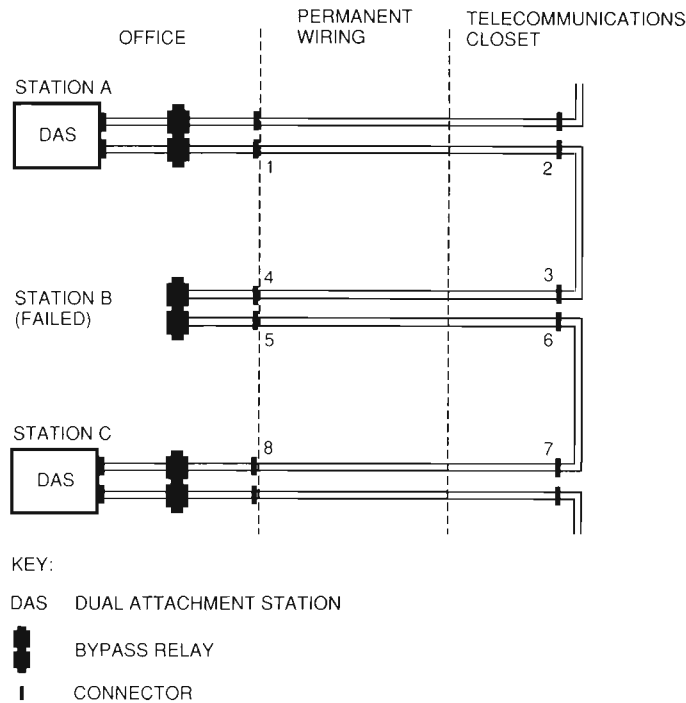 OFFICE
PERMANENT
WIRING
TELECOMMUNICATIONS
CLOSET
STATION A
DAS
1
2
4
3
STATION B
(FAILED)
5
6
STATION C
8
7
DAS
KEY:
DAS DUAL ATTACHMENT STATION
BYPASS RELAY
CONNECTOR